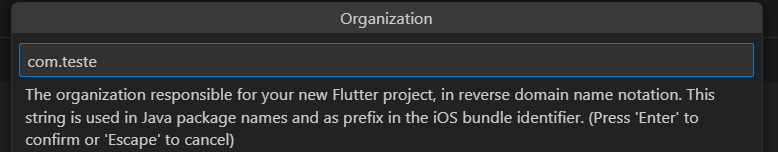 Organization
com.teste
The organization responsible for your new Flutter project, in reverse domain name notation. This
string is used in Java package names and as prefix in the iOS bundle identifier. (Press 'Enter' to
confirm or 'Escape' to cancel)